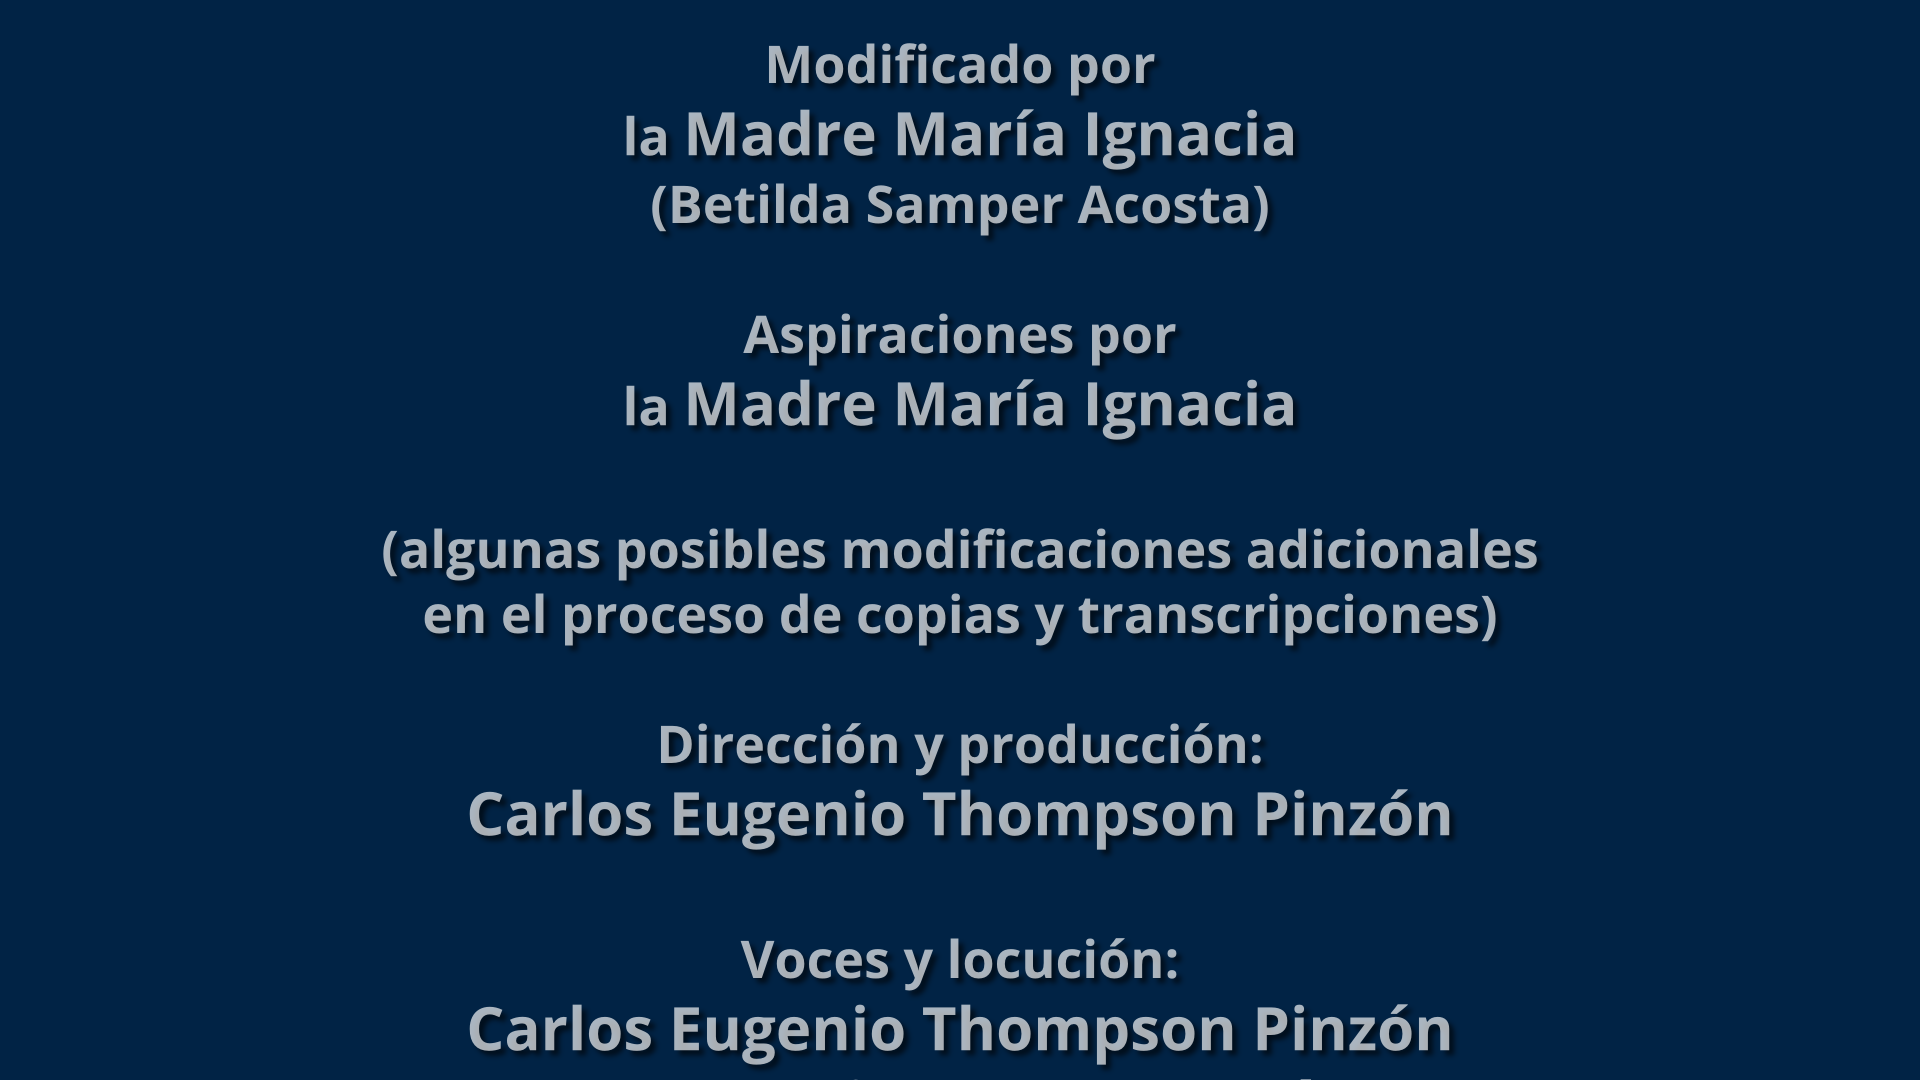 Modificado por
la Madre María Ignacia
(Betilda Samper Acosta)
Aspiraciones por
la Madre María Ignacia
(algunas posibles modificaciones adicionales
en el proceso de copias y transcripciones)
Dirección y producción:
Carlos Eugenio Thompson Pinzón
Voces y locución:
Carlos Eugenio Thompson Pinzón